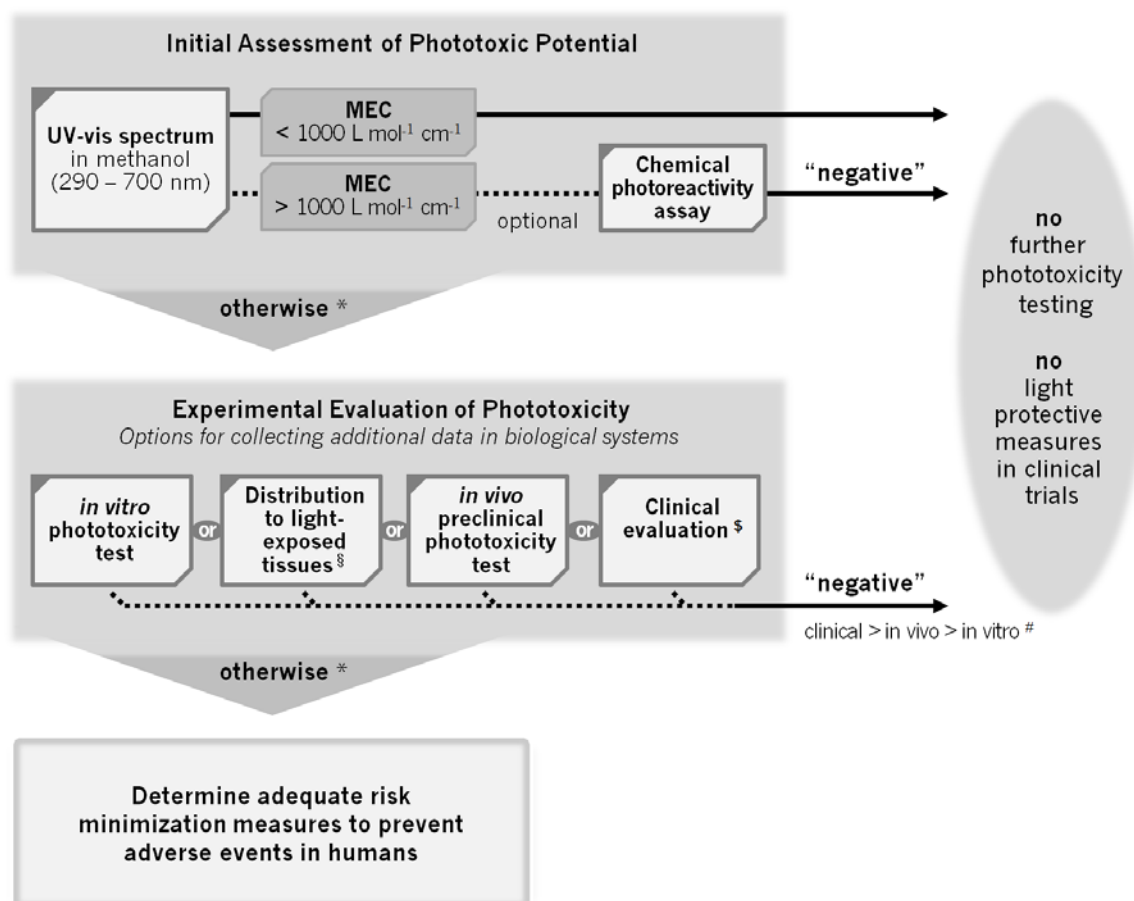 Initial Assessment of Phototoxic Potential
UV-vis spectrum
in methanol
(290 – 700 nm)
MEC
< 1000 L mol⁻¹ cm⁻¹
MEC
> 1000 L mol⁻¹ cm⁻¹
optional
Chemical
photoreactivity
assay
“negative”
otherwise *
no
further
phototoxicity
testing
no
light
protective
measures
in clinical
trials
Experimental Evaluation of Phototoxicity
Options for collecting additional data in biological systems
in vitro
phototoxicity
test
or
Distribution
to light-
exposed
tissues §
or
in vivo
preclinical
phototoxicity
test
or
Clinical
evaluation $
“negative”
clinical > in vivo > in vitro #
otherwise *
Determine adequate risk
minimization measures to prevent
adverse events in humans